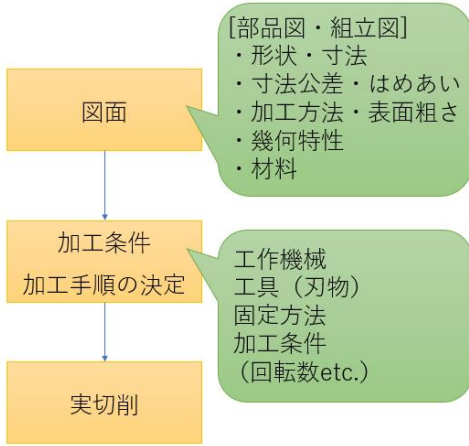 [部品図・組立図]
・形状・寸法
・寸法公差・はめあい
・加工方法・表面粗さ
・幾何特性
・材料
図面
加工条件
加工手順の決定
工作機械
工具（刃物）
固定方法
加工条件
（回転数etc.）
実切削